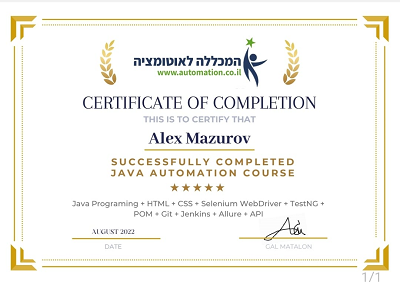 המכללה לאוטומציה
www.automation.co.il
CERTIFICATE OF COMPLETION
THIS IS TO CERTIFY THAT
Alex Mazurov
SUCCESSFULLY COMPLETED
JAVA AUTOMATION COURSE
Java Programing + HTML + CSS + Selenium WebDriver + TestNG +
POM + Git + Jenkins + Allure + API
AUGUST 2022
DATE
GAL MATALON
1/1